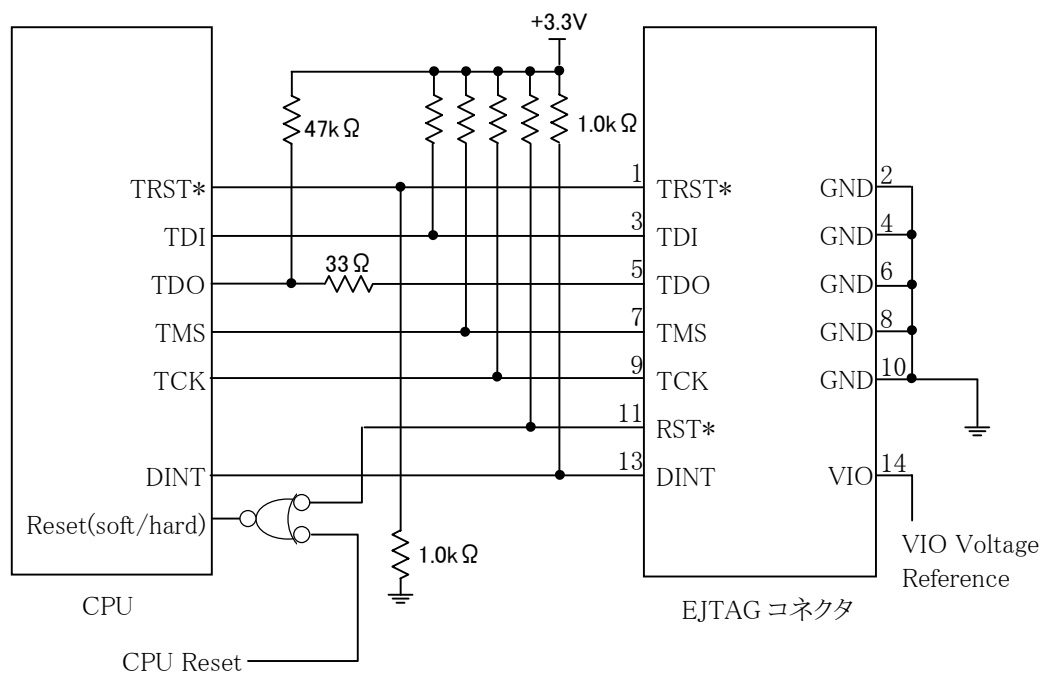 +3.3V
47kΩ
1.0kΩ
TRST*
1
TRST*
GND
2
TDI
3
TDI
GND
4
TDO
33Ω
5
TDO
GND
6
TMS
7
TMS
GND
8
TCK
9
TCK
GND
10
11
RST*
DINT
13
DINT
VIO
14
Reset(soft/hard)
1.0kΩ
VIO Voltage
Reference
CPU
EJTAG コネクタ
CPU Reset